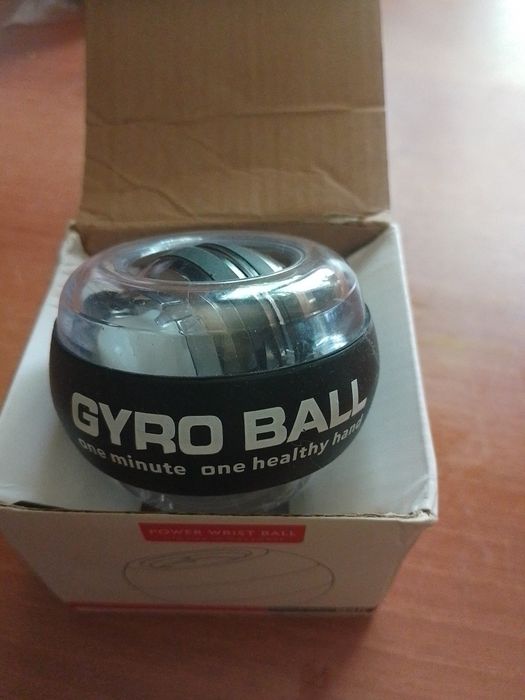 GYRO BALL
one minute one healthy hand
POWER WRIST BALL